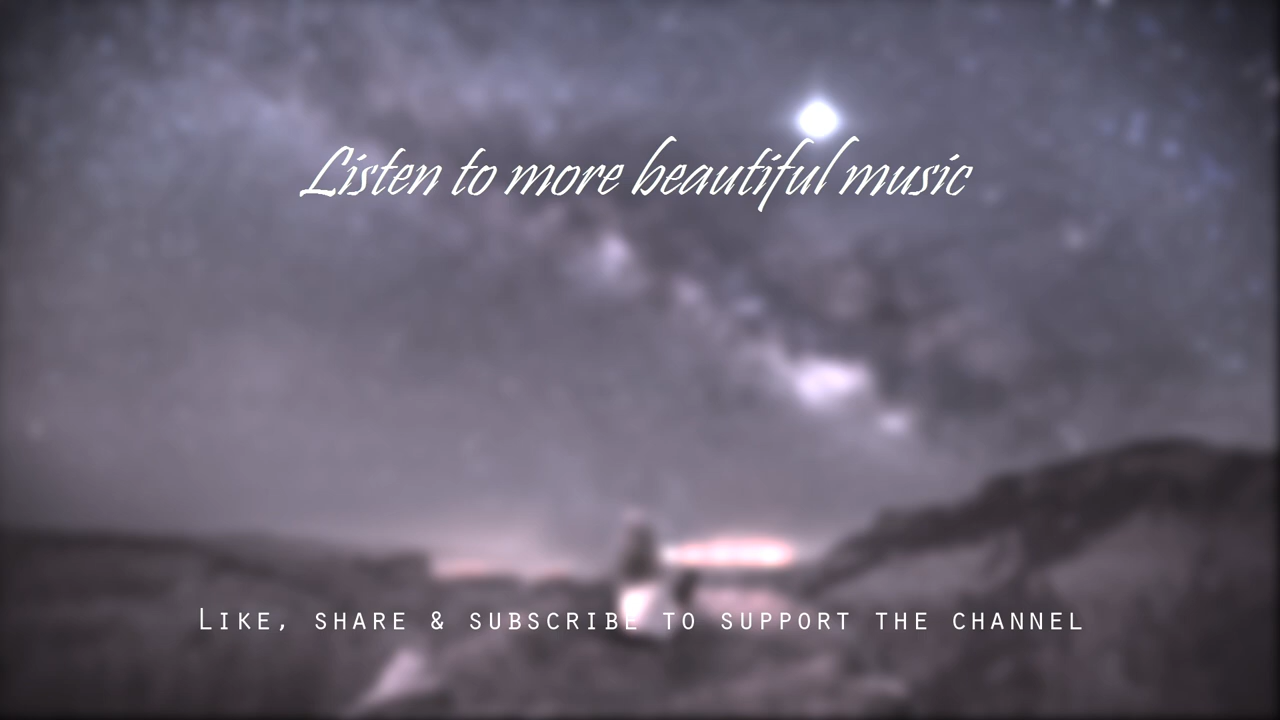 Listen to more beautiful music
Like, share & subscribe to support the channel